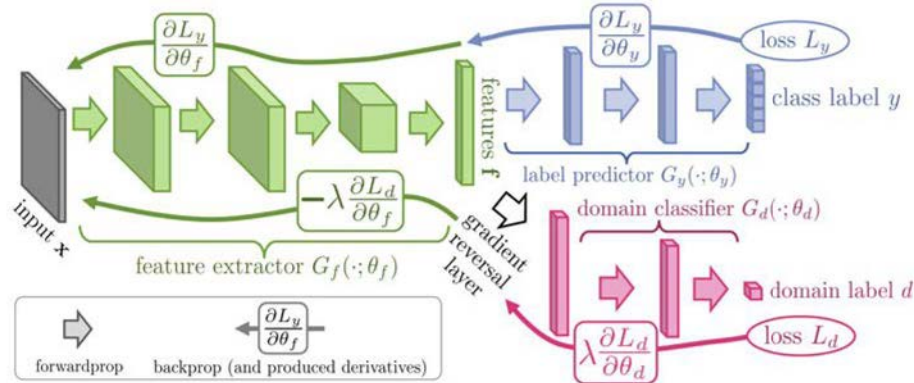 ∂L_y/∂θ_f
∂L_y/∂θ_y
loss L_y
features f
class label y
label predictor G_y(·; θ_y)
input x
−λ ∂L_d/∂θ_f
feature extractor G_f(·; θ_f)
gradient
reversal
layer
domain classifier G_d(·; θ_d)
domain label d
λ ∂L_d/∂θ_d
loss L_d
forwardprop
∂L_y/∂θ_f
backprop (and produced derivatives)